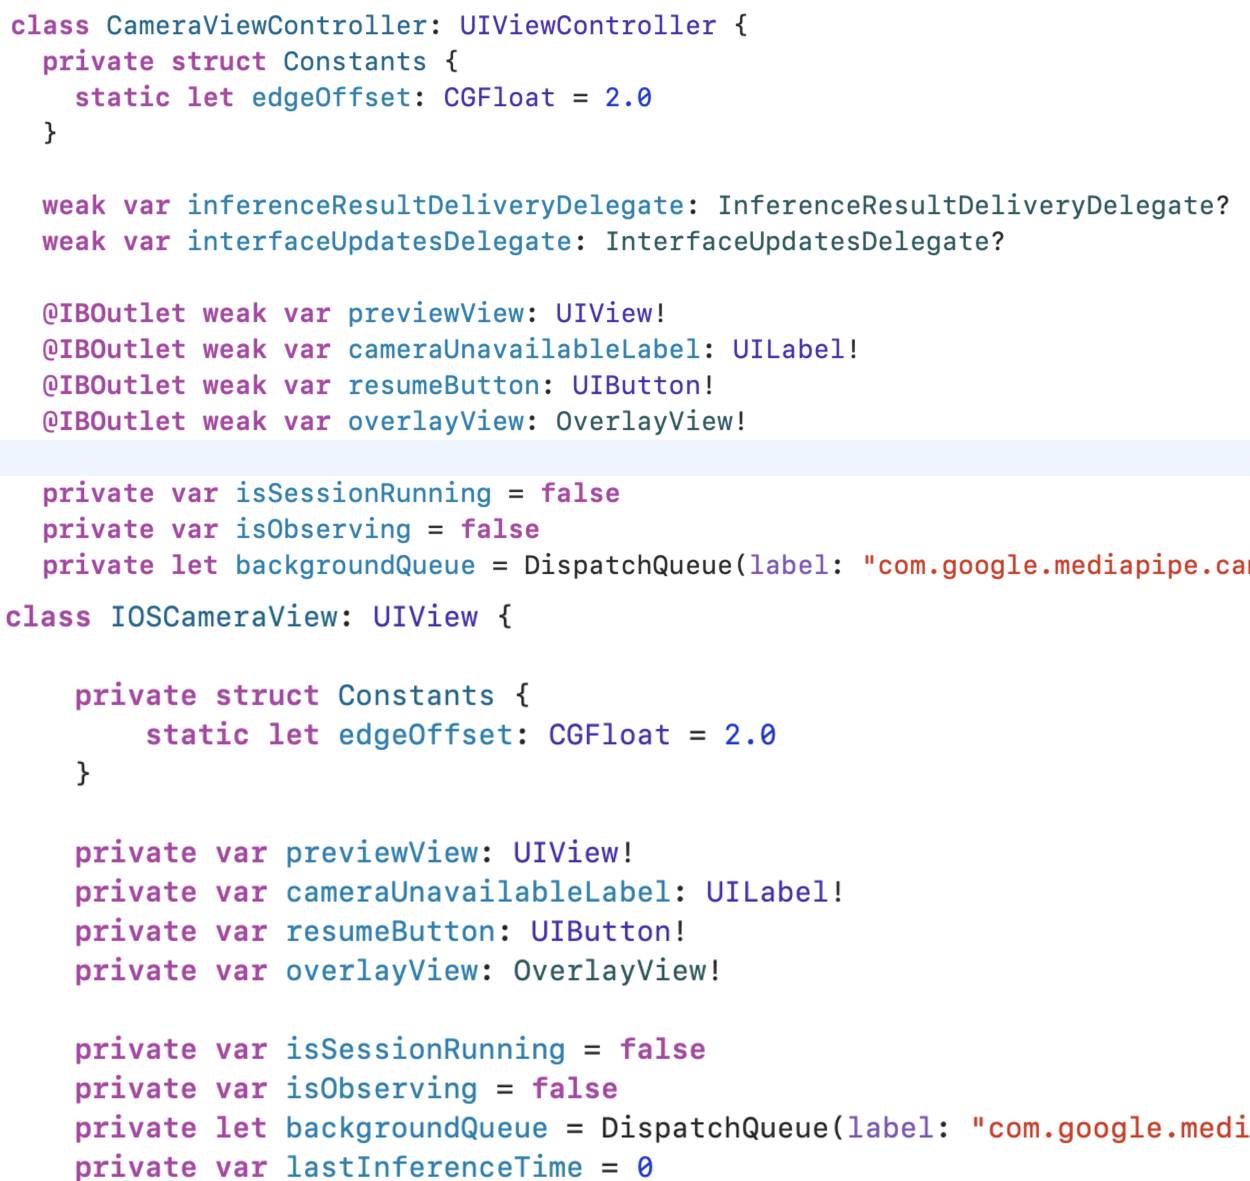 class CameraViewController: UIViewController {
private struct Constants {
static let edgeOffset: CGFloat = 2.0
}
weak var inferenceResultDeliveryDelegate: InferenceResultDeliveryDelegate?
weak var interfaceUpdatesDelegate: InterfaceUpdatesDelegate?
@IBOutlet weak var previewView: UIView!
@IBOutlet weak var cameraUnavailableLabel: UILabel!
@IBOutlet weak var resumeButton: UIButton!
@IBOutlet weak var overlayView: OverlayView!
private var isSessionRunning = false
private var isObserving = false
private let backgroundQueue = DispatchQueue(label: "com.google.mediapipe.ca
class IOSCameraView: UIView {
private struct Constants {
static let edgeOffset: CGFloat = 2.0
}
private var previewView: UIView!
private var cameraUnavailableLabel: UILabel!
private var resumeButton: UIButton!
private var overlayView: OverlayView!
private var isSessionRunning = false
private var isObserving = false
private let backgroundQueue = DispatchQueue(label: "com.google.medi
private var lastInferenceTime = 0